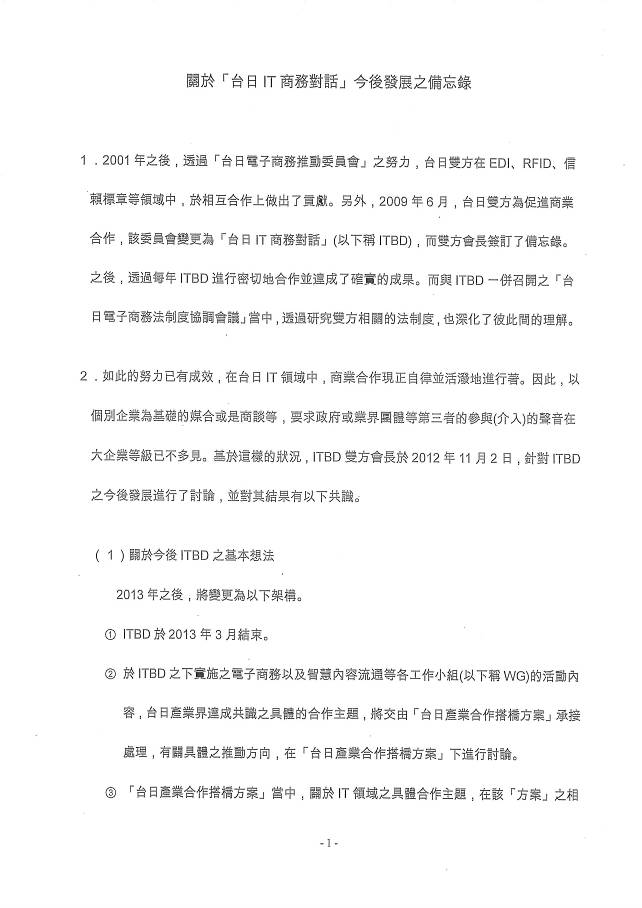 關於「台日 IT 商務對話」今後發展之備忘錄
1．2001 年之後，透過「台日電子商務推動委員會」之努力，台日雙方在 EDI、RFID、信
賴標章等領域中，於相互合作上做出了貢獻。另外，2009 年 6 月，台日雙方為促進商業
合作，該委員會變更為「台日 IT 商務對話」(以下稱 ITBD)，而雙方會長簽訂了備忘錄。
之後，透過每年 ITBD 進行密切地合作並達成了確實的成果。而與 ITBD 一併召開之「台
日電子商務法制度協調會議」當中，透過研究雙方相關的法制度，也深化了彼此間的理解。
2．如此的努力已有成效，在台日 IT 領域中，商業合作現正自律並活潑地進行著。因此，以
個別企業為基礎的媒合或是商談等，要求政府或業界團體等第三者的參與(介入)的聲音在
大企業等級已不多見。基於這樣的狀況，ITBD 雙方會長於 2012 年 11 月 2 日，針對 ITBD
之今後發展進行了討論，並對其結果有以下共識。
（1）關於今後 ITBD 之基本想法
2013 年之後，將變更為以下架構。
① ITBD 於 2013 年 3 月結束。
② 於 ITBD 之下實施之電子商務以及智慧內容流通等各工作小組(以下稱 WG)的活動內
容，台日產業界達成共識之具體的合作主題，將交由「台日產業合作搭橋方案」承接
處理，有關具體之推動方向，在「台日產業合作搭橋方案」下進行討論。
③ 「台日產業合作搭橋方案」當中，關於 IT 領域之具體合作主題，在該「方案」之相
- 1 -